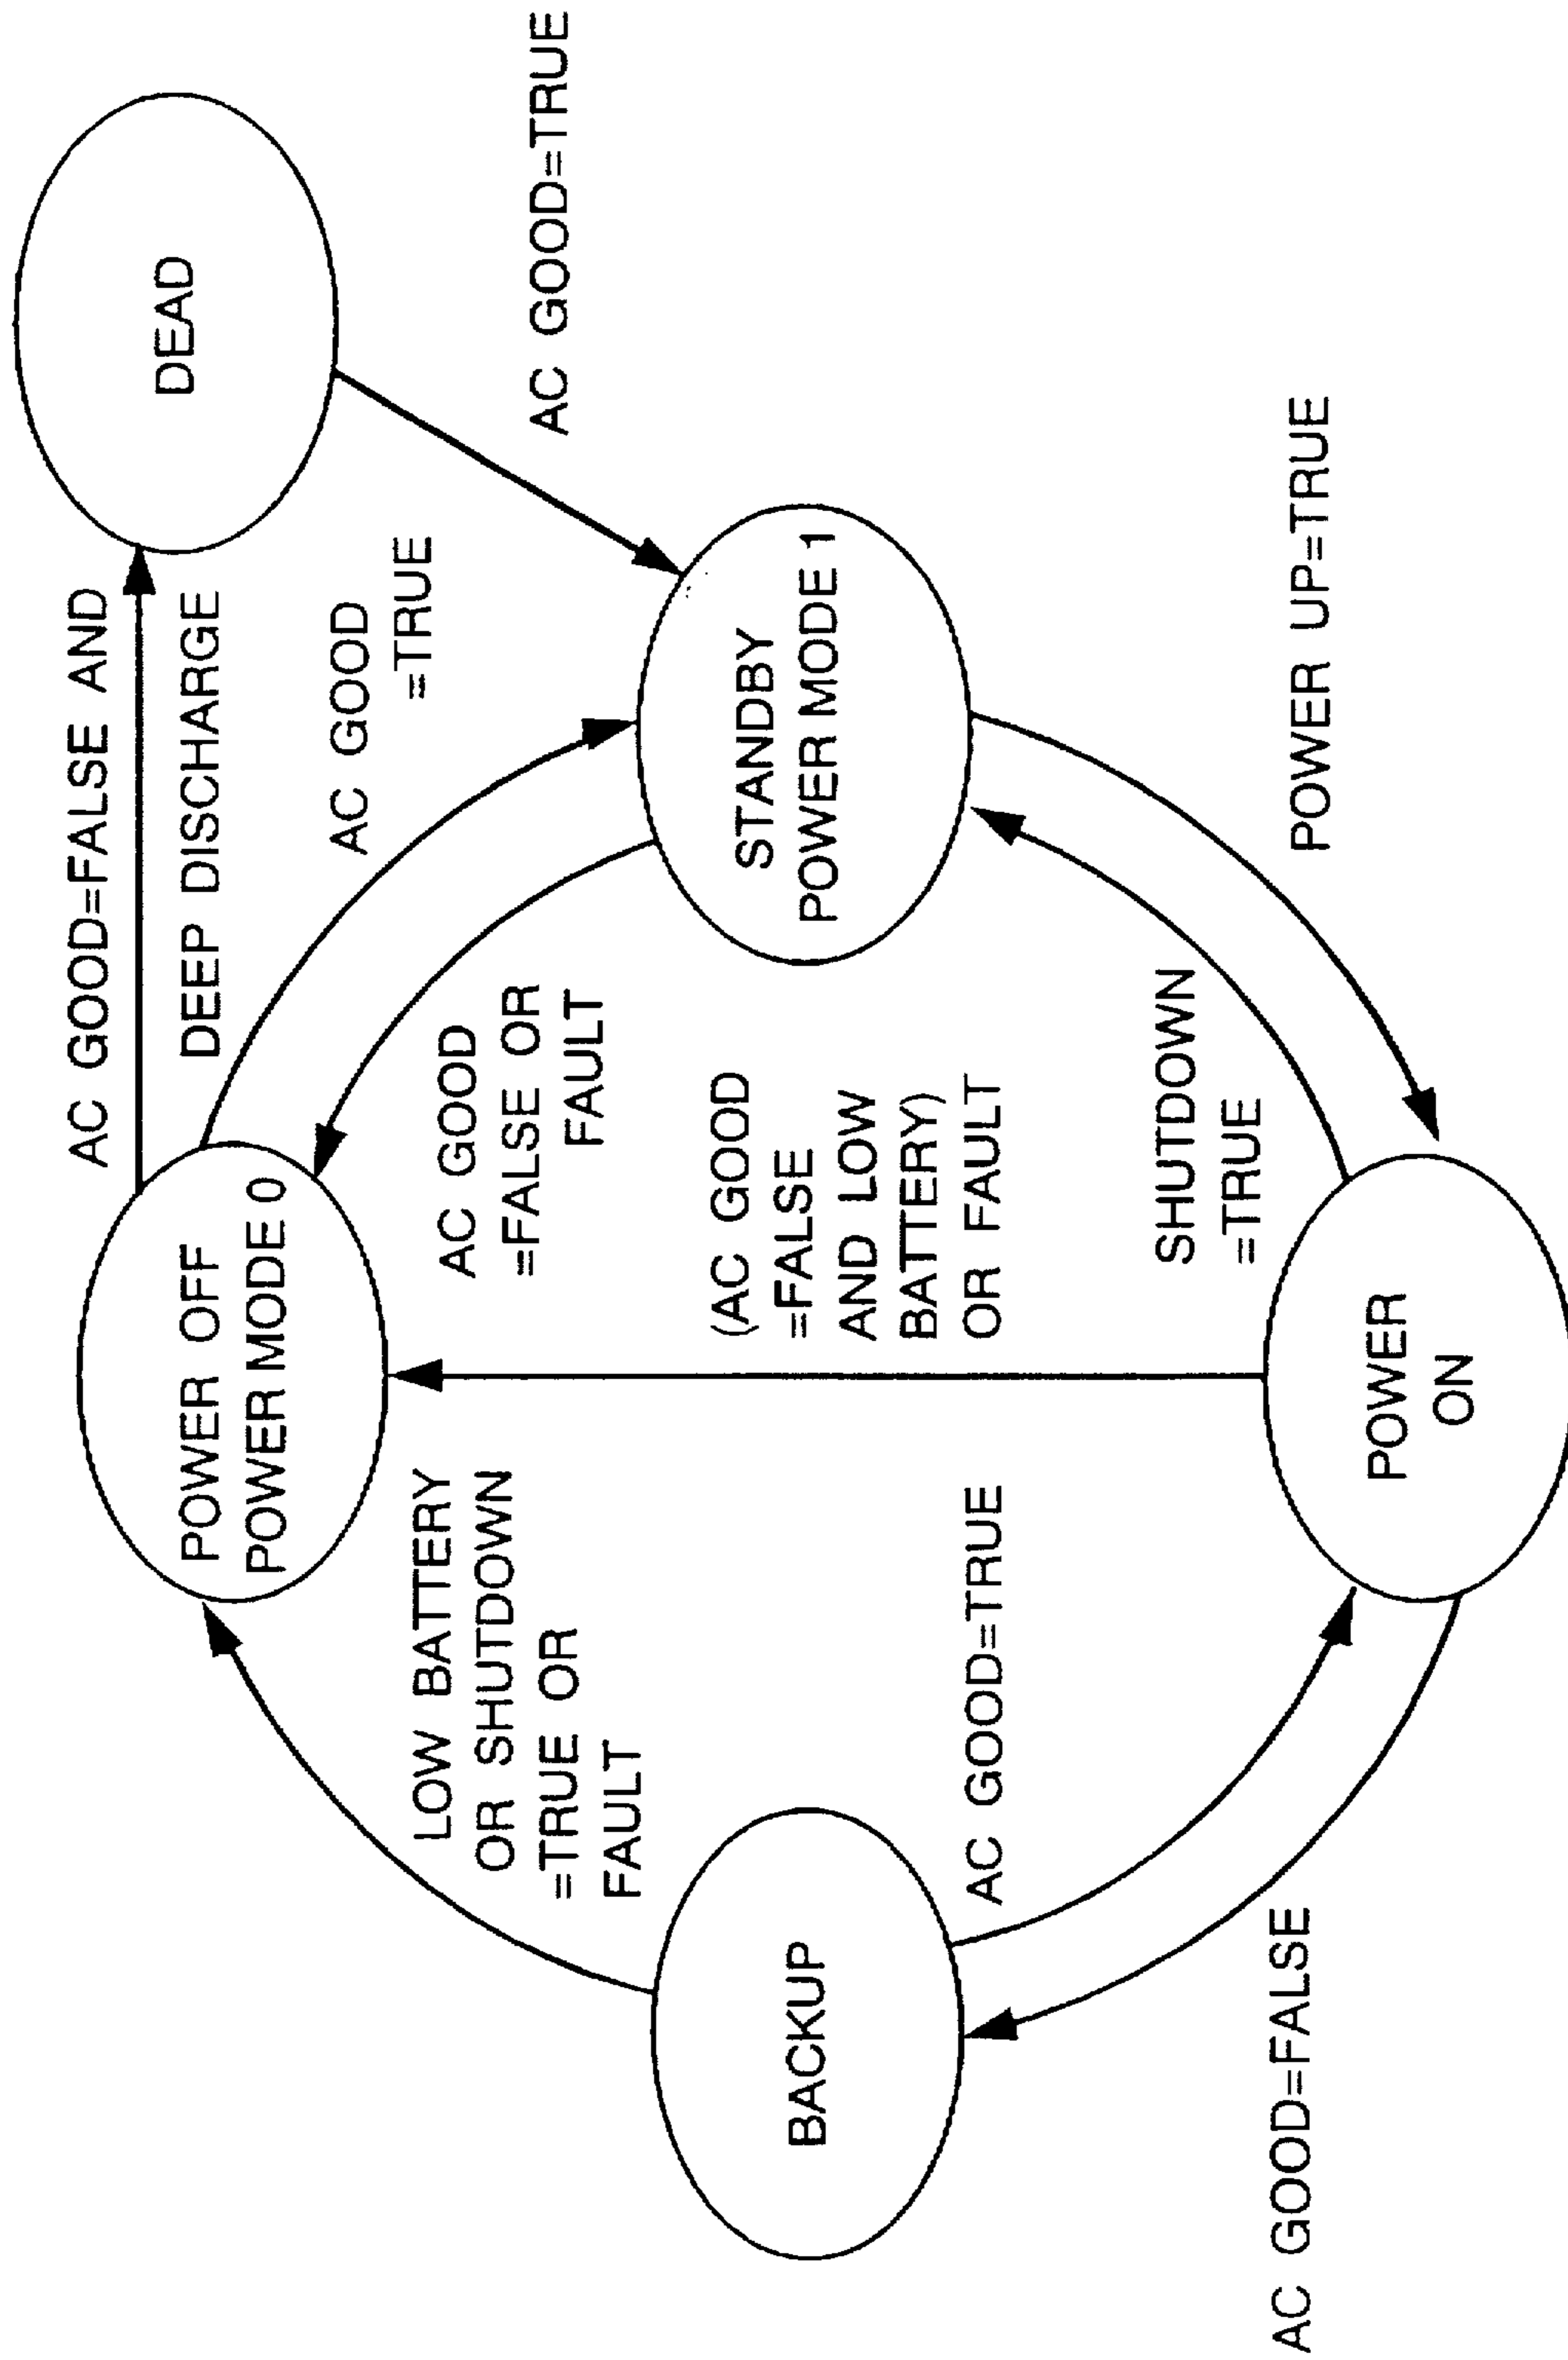 AC GOOD=FALSE AND
DEEP DISCHARGE
DEAD
POWER OFF
POWER MODE 0
AC GOOD
=TRUE
AC GOOD=TRUE
LOW BATTERY
OR SHUTDOWN
=TRUE OR
FAULT
AC GOOD
=FALSE OR
FAULT
BACKUP
(AC GOOD
=FALSE
AND LOW
BATTERY)
OR FAULT
STANDBY
POWER MODE 1
AC GOOD=TRUE
SHUTDOWN
=TRUE
AC GOOD=FALSE
POWER
ON
POWER UP=TRUE